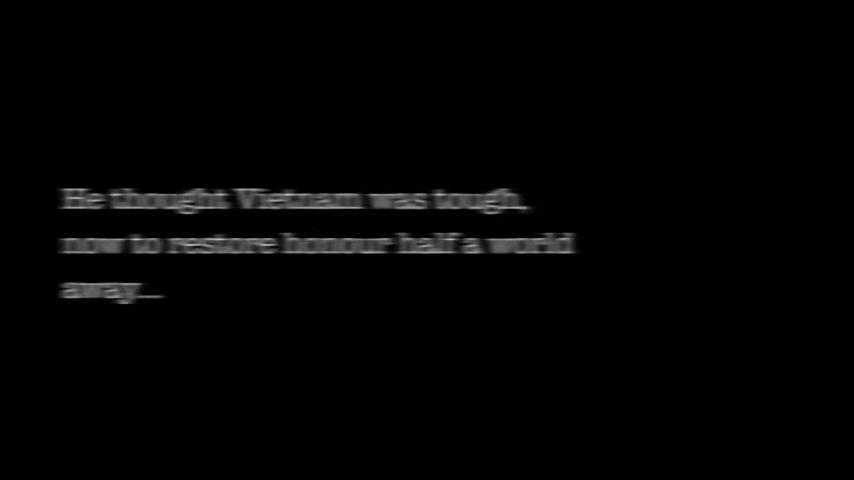 He thought Vietnam was tough,
now to restore honour half a world
away...